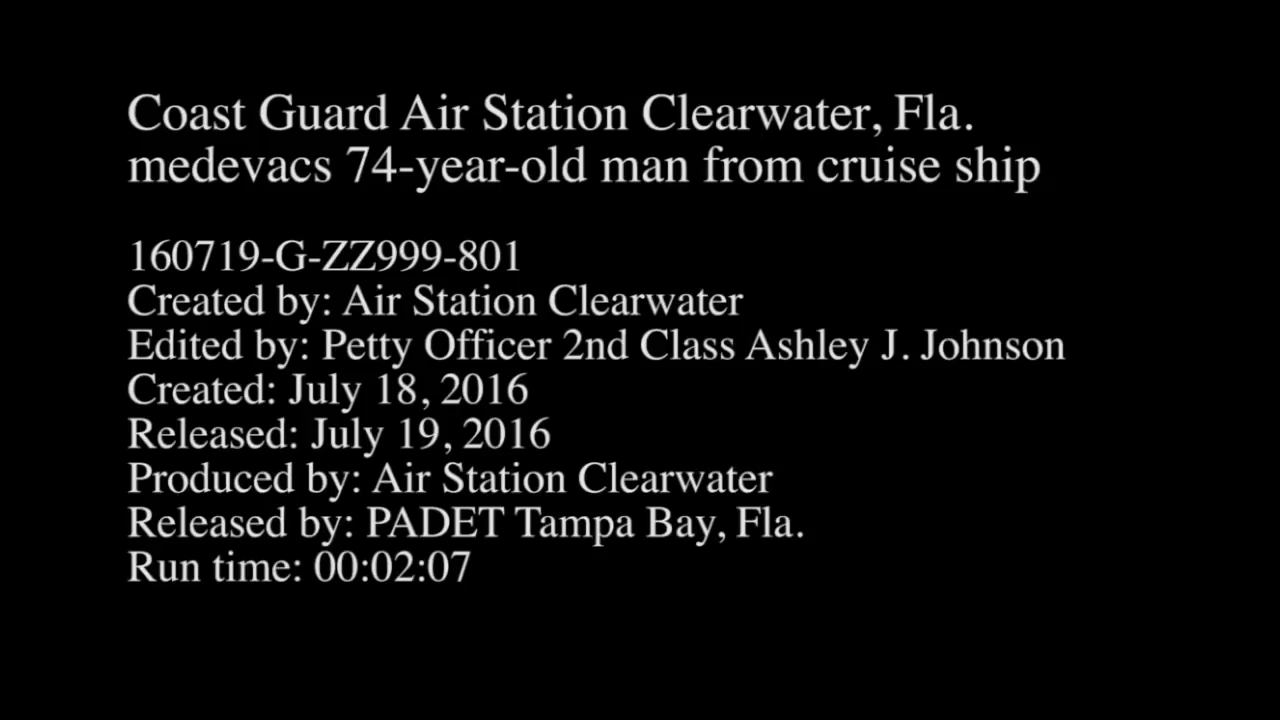 Coast Guard Air Station Clearwater, Fla.
medevacs 74-year-old man from cruise ship
160719-G-ZZ999-801
Created by: Air Station Clearwater
Edited by: Petty Officer 2nd Class Ashley J. Johnson
Created: July 18, 2016
Released: July 19, 2016
Produced by: Air Station Clearwater
Released by: PADET Tampa Bay, Fla.
Run time: 00:02:07